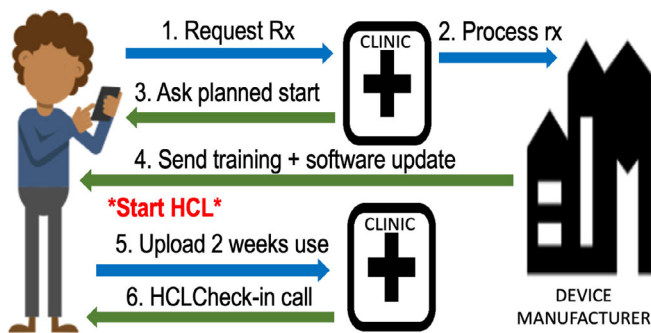 1. Request Rx
CLINIC
2. Process rx
3. Ask planned start
4. Send training + software update
*Start HCL*
CLINIC
5. Upload 2 weeks use
6. HCLCheck-in call
DEVICE
MANUFACTURER